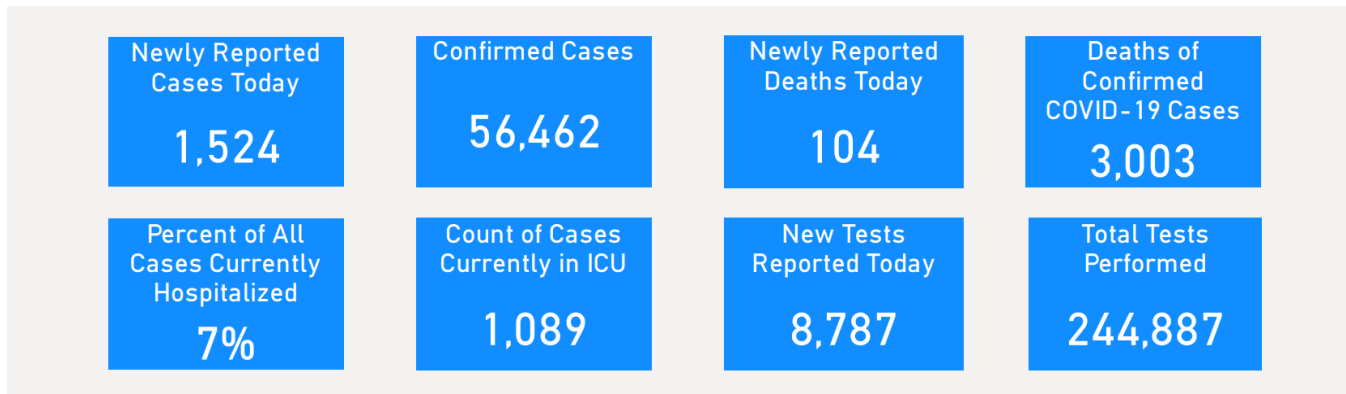 Newly Reported
Cases Today
1,524
Confirmed Cases
56,462
Newly Reported
Deaths Today
104
Deaths of
Confirmed
COVID-19 Cases
3,003
Percent of All
Cases Currently
Hospitalized
7%
Count of Cases
Currently in ICU
1,089
New Tests
Reported Today
8,787
Total Tests
Performed
244,887